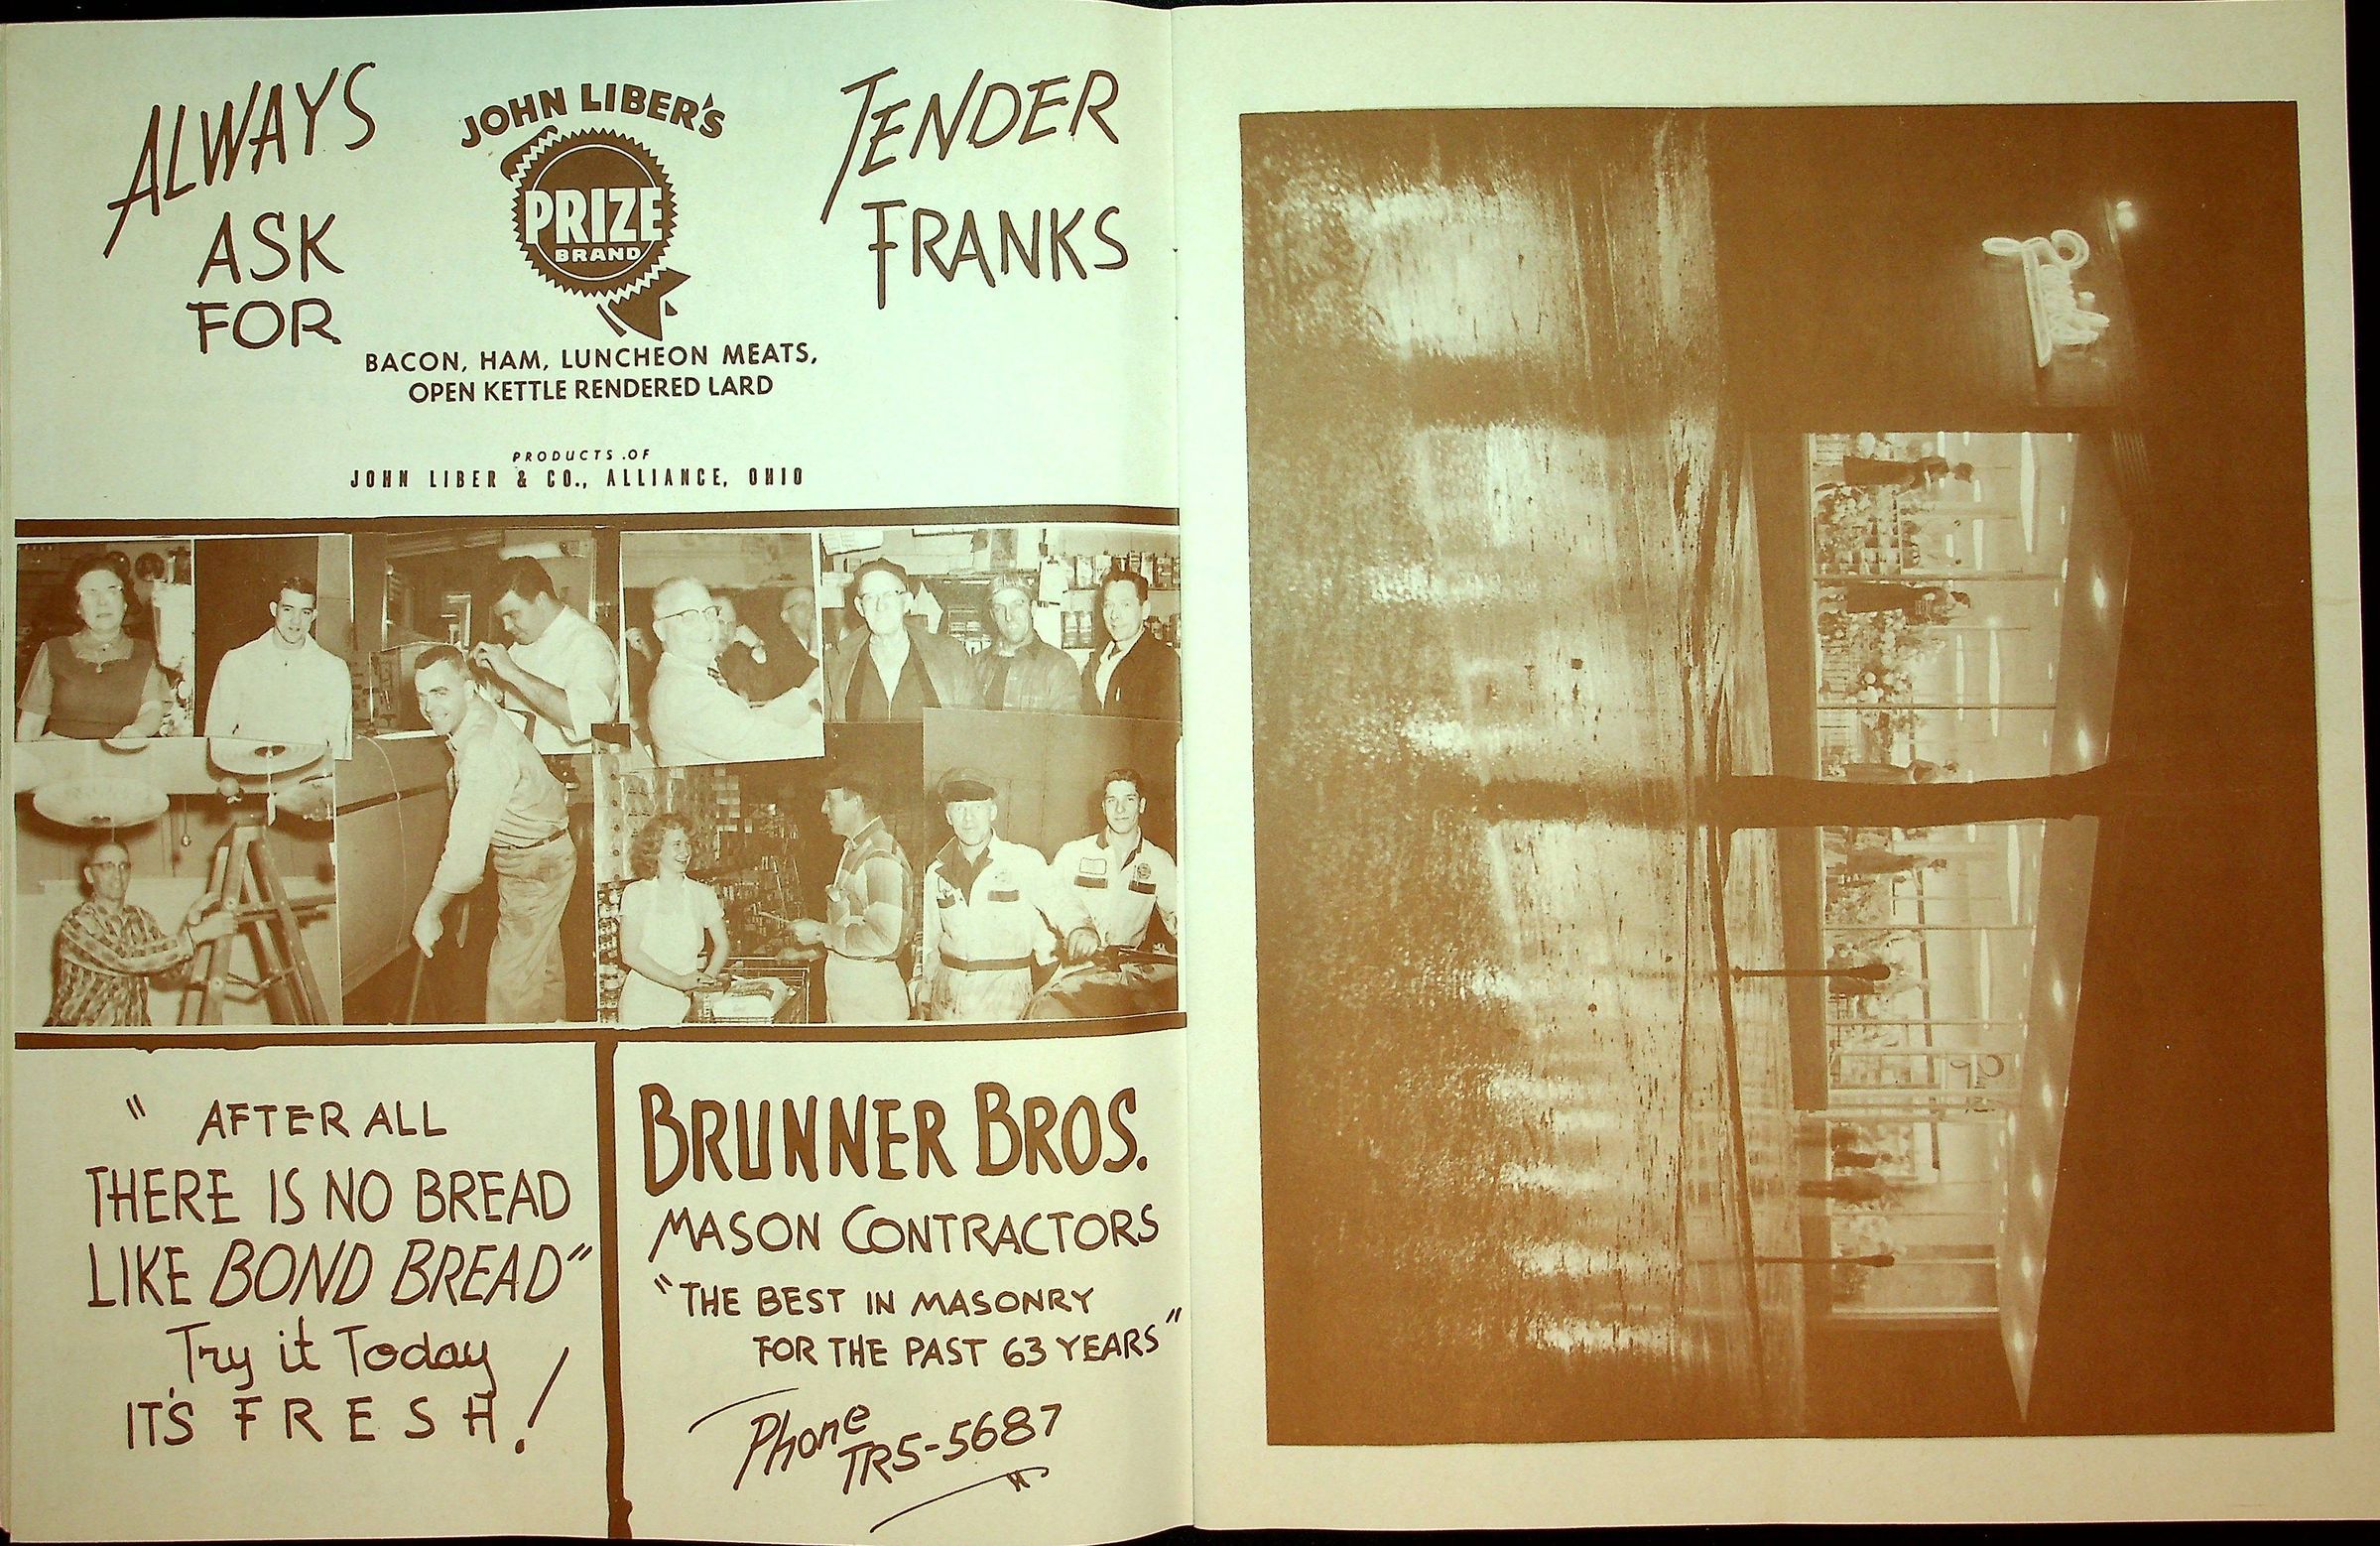 ALWAYS
ASK
FOR
JOHN LIBER'S
PRIZE
BRAND
TENDER
FRANKS
BACON, HAM, LUNCHEON MEATS,
OPEN KETTLE RENDERED LARD
PRODUCTS OF
JOHN LIBER & CO., ALLIANCE, OHIO
"AFTER ALL
THERE IS NO BREAD
LIKE BOND BREAD"
Try it Today
IT'S FRESH!
BRUNNER BROS.
MASON CONTRACTORS
"THE BEST IN MASONRY
FOR THE PAST 63 YEARS"
Phone
TR5-5687